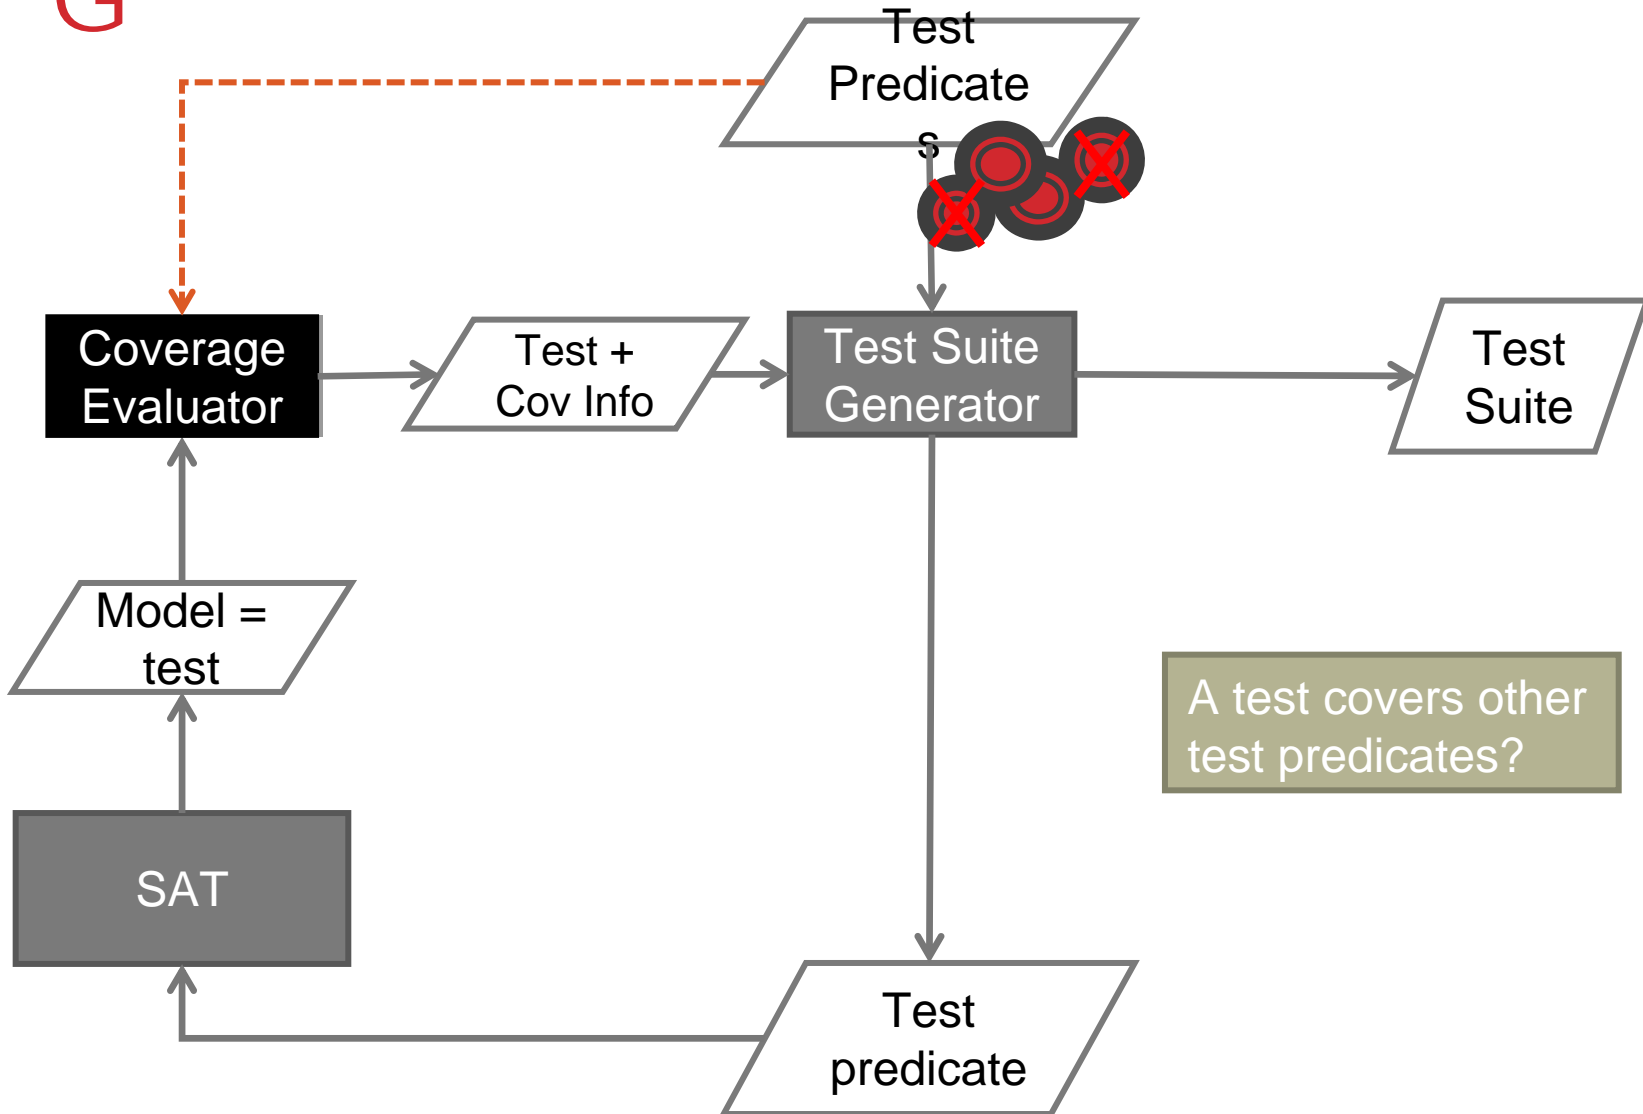 G
Test
Predicate
s
Coverage
Evaluator
Test +
Cov Info
Test Suite
Generator
Test
Suite
Model =
test
A test covers other
test predicates?
SAT
Test
predicate